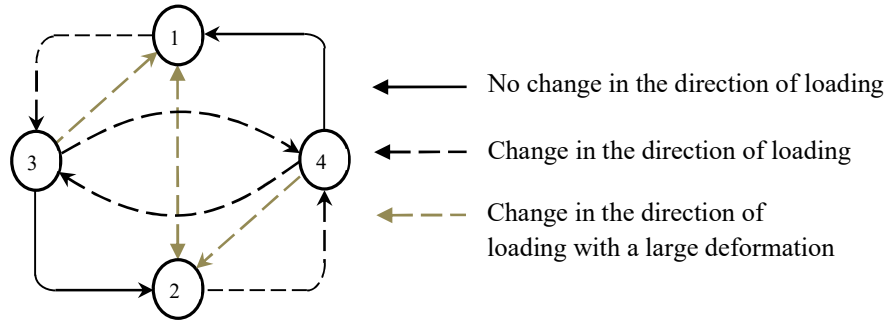 1
No change in the direction of loading
Change in the direction of loading
3
4
Change in the direction of
loading with a large deformation
2